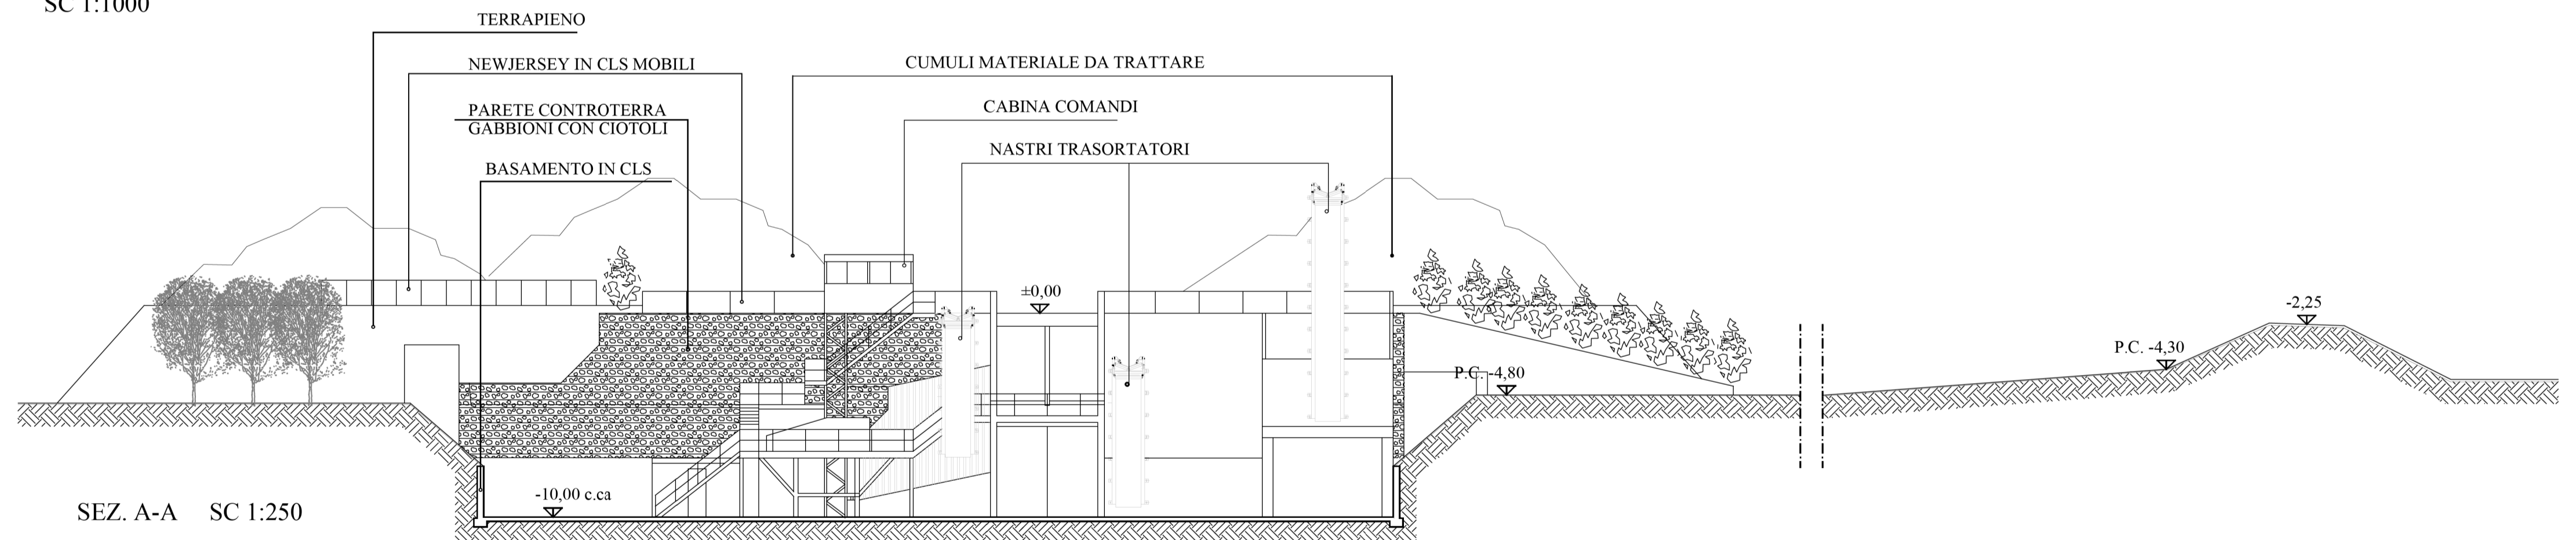 SC 1:1000
TERRAPIENO
NEWJERSEY IN CLS MOBILI
CUMULI MATERIALE DA TRATTARE
PARETE CONTROTERRA
GABBIONI CON CIOTOLI
CABINA COMANDI
NASTRI TRASORTATORI
BASAMENTO IN CLS
±0,00
-2,25
P.C. -4,30
P.C. -4,80
-10,00 c.ca
SEZ. A-A SC 1:250